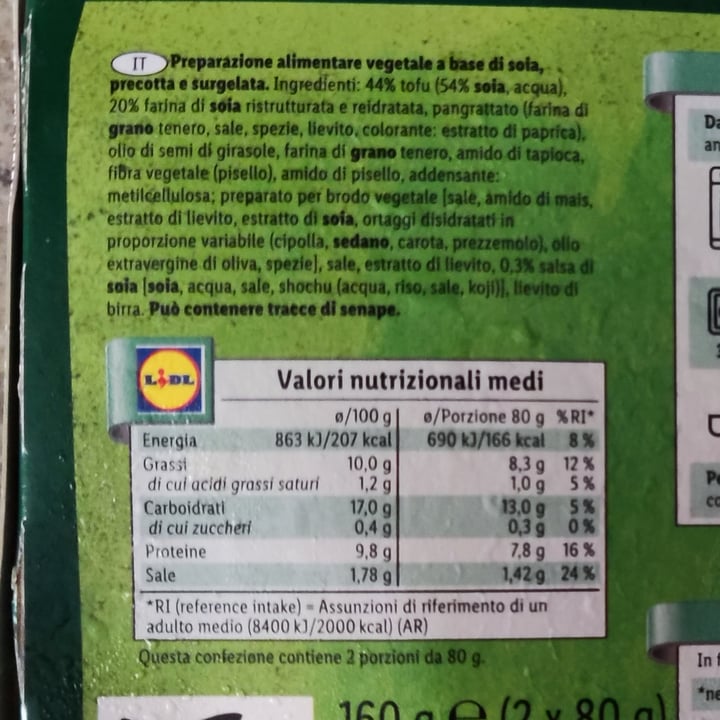 IT Preparazione alimentare vegetale a base di soia,
precotta e surgelata. Ingredienti: 44% tofu (54% soia, acqua),
20% farina di soia ristrutturata e reidratata, pangrattato (farina di
grano tenero, sale, spezie, lievito, colorante: estratto di paprica),
olio di semi di girasole, farina di grano tenero, amido di tapioca,
fibra vegetale (pisello), amido di pisello, addensante:
metilcellulosa; preparato per brodo vegetale [sale, amido di mais,
estratto di lievito, estratto di soia, ortaggi disidratati in
proporzione variabile (cipolla, sedano, carota, prezzemolo), olio
extravergine di oliva, spezie], sale, estratto di lievito, 0,3% salsa di
soia [soia, acqua, sale, shochu (acqua, riso, sale, koji)], lievito di
birra. Può contenere tracce di senape.
LIDL
Valori nutrizionali medi
ø/100 g ø/Porzione 80 g %RI*
Energia 863 kJ/207 kcal 690 kJ/166 kcal 8 %
Grassi 10,0 g 8,3 g 12 %
di cui acidi grassi saturi 1,2 g 1,0 g 5 %
Carboidrati 17,0 g 13,0 g 5 %
di cui zuccheri 0,4 g 0,3 g 0 %
Proteine 9,8 g 7,8 g 16 %
Sale 1,78 g 1,42 g 24 %
*RI (reference intake) = Assunzioni di riferimento di un
adulto medio (8400 kJ/2000 kcal) (AR)
Questa confezione contiene 2 porzioni da 80 g.
160 g e (2 x 80 g)
Da
an
In f
*ne